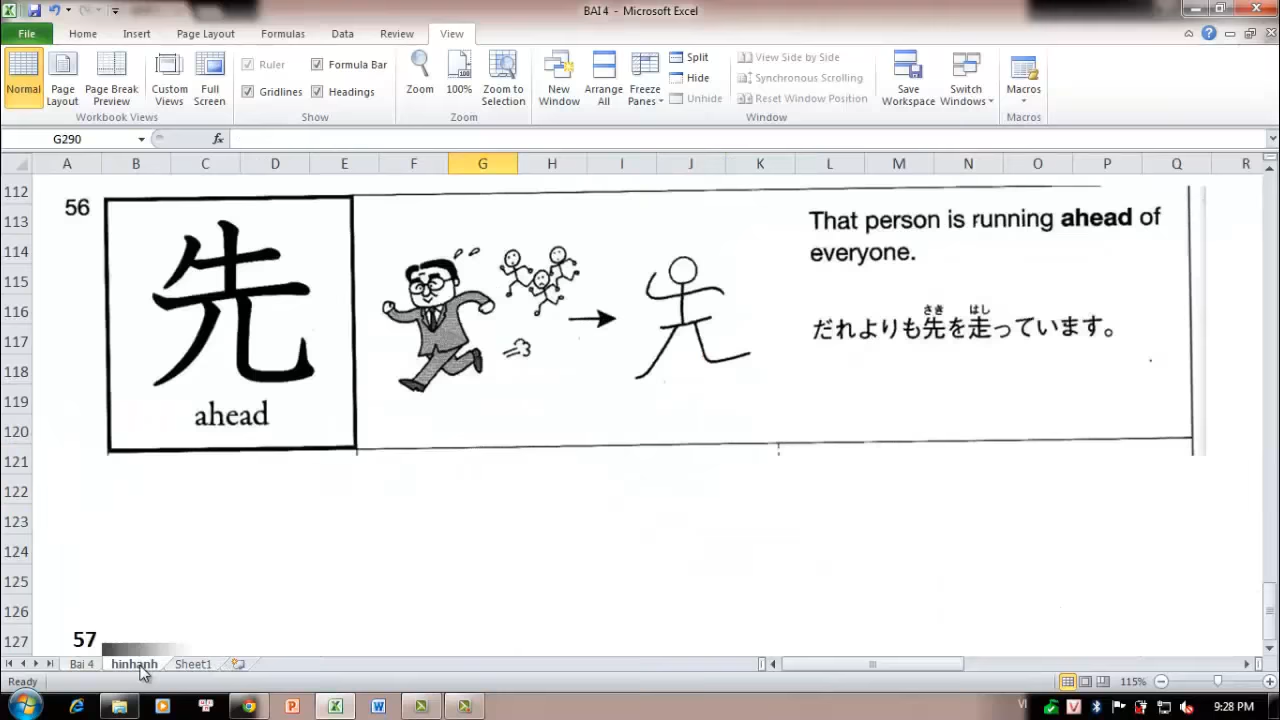 BAI 4 - Microsoft Excel
File Home Insert Page Layout Formulas Data Review View
Normal Page Layout Page Break Preview Custom Views Full Screen
Workbook Views
Ruler Formula Bar
Gridlines Headings
Show
Zoom 100% Zoom to Selection
Zoom
New Window Arrange All Freeze Panes
Split
Hide
Unhide
View Side by Side
Synchronous Scrolling
Reset Window Position
Save Workspace Switch Windows
Window
Macros
Macros
G290 fx
A B C D E F G H I J K L M N O P Q R
112
113
114
115
116
117
118
119
120
121
122
123
124
125
126
127
56
先
ahead
That person is running ahead of
everyone.
さき はし
だれよりも先を走っています。
57
Bai 4 hinhanh Sheet1
Ready 115%
VI 9:28 PM